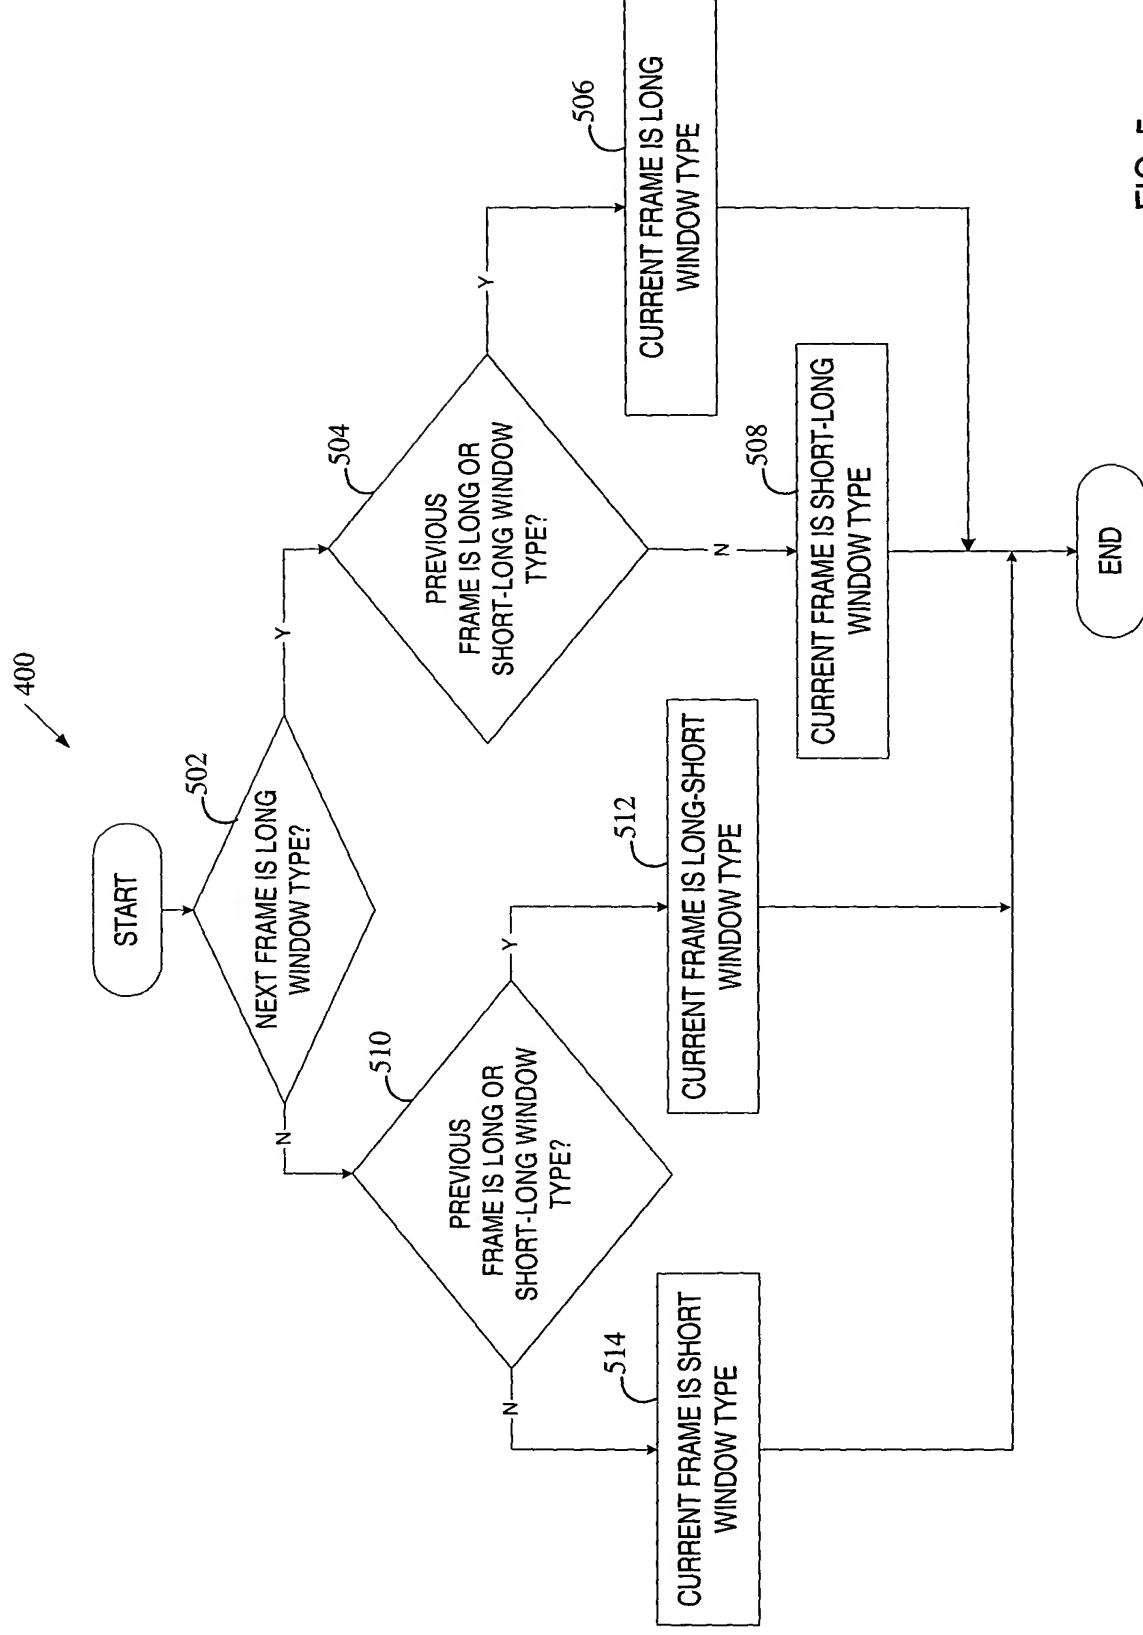 400
START
502
NEXT FRAME IS LONG
WINDOW TYPE?
N
Y
510
PREVIOUS
FRAME IS LONG OR
SHORT-LONG WINDOW
TYPE?
504
PREVIOUS
FRAME IS LONG OR
SHORT-LONG WINDOW
TYPE?
N
Y
N
Y
514
CURRENT FRAME IS SHORT
WINDOW TYPE
512
CURRENT FRAME IS LONG-SHORT
WINDOW TYPE
508
CURRENT FRAME IS SHORT-LONG
WINDOW TYPE
506
CURRENT FRAME IS LONG
WINDOW TYPE
END